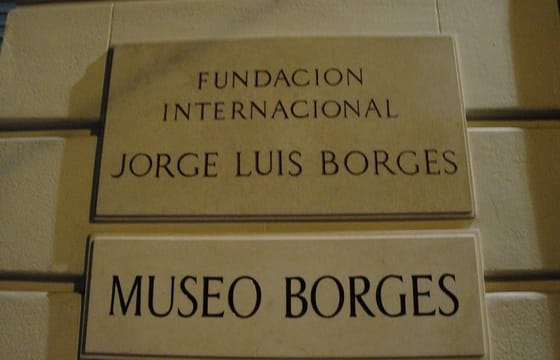 FUNDACION
INTERNACIONAL
JORGE LUIS BORGES
MUSEO BORGES